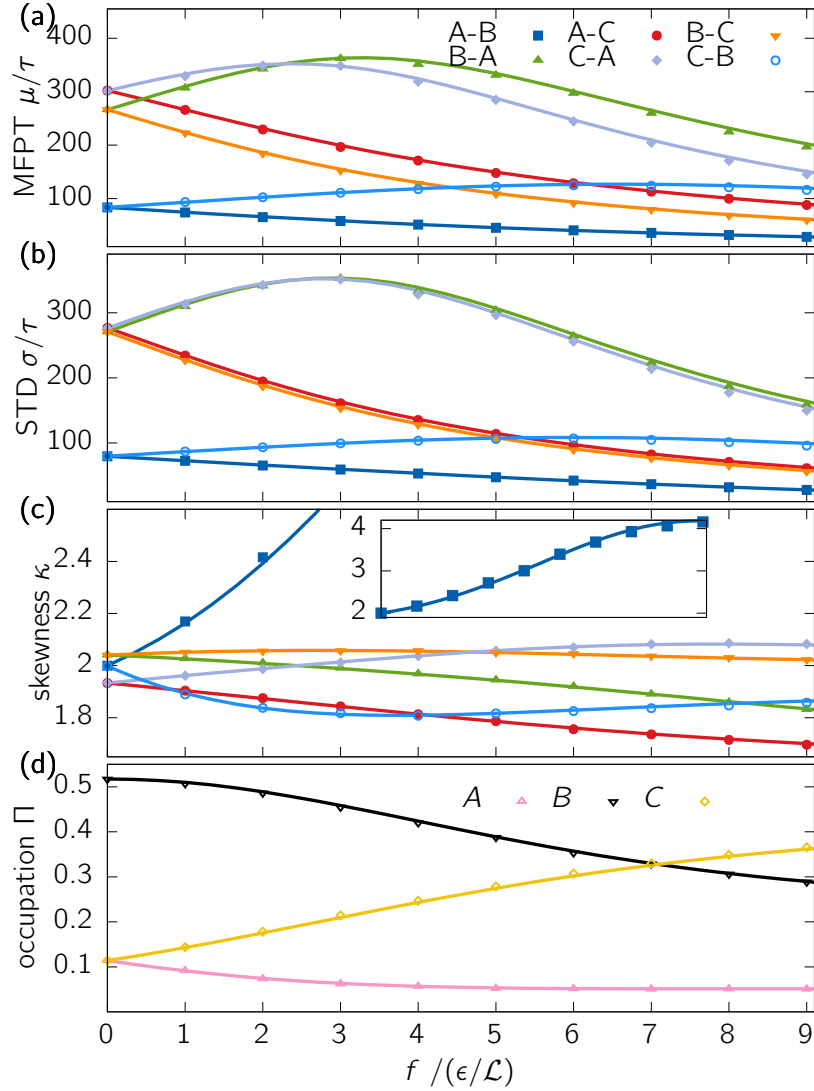 (a)
A-B A-C B-C
B-A C-A C-B
MFPT μ/τ
400
300
200
100
(b)
STD σ/τ
300
200
100
(c)
skewness κ
2.4
2.2
2.0
1.8
4
3
2
(d)
A B C
occupation Π
0.5
0.4
0.3
0.2
0.1
0 1 2 3 4 5 6 7 8 9
f /(ϵ/ℒ)